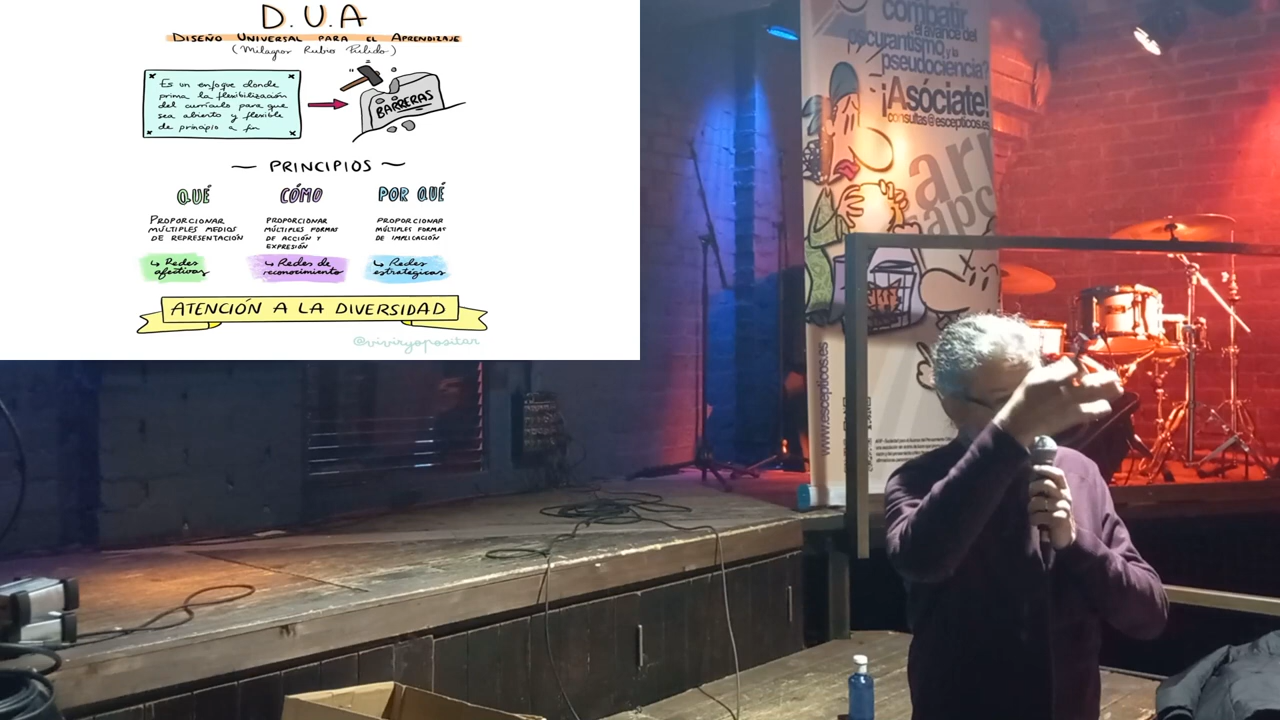 D.U.A
DISEÑO UNIVERSAL PARA EL APRENDIZAJE
(Milagros Rubio Pulido)
Es un enfoque donde
prima la flexibilización
del currículo para que
sea abierto y flexible
de principio a fin
BARRERAS
~ PRINCIPIOS ~
QUÉ
PROPORCIONAR
MÚLTIPLES MEDIOS
DE REPRESENTACIÓN
↳ Redes
afectivas
CÓMO
PROPORCIONAR
MÚLTIPLES FORMAS
DE ACCIÓN Y
EXPRESIÓN
↳ Redes de
reconocimiento
POR QUÉ
PROPORCIONAR
MÚLTIPLES FORMAS
DE IMPLICACIÓN
↳ Redes
estratégicas
ATENCIÓN A LA DIVERSIDAD
@viviryopositar
combatir
el avance del
oscurantismo y la
pseudociencia?
¡Asóciate!
consultas@escepticos.es
arp
sapc
www.escepticos.es